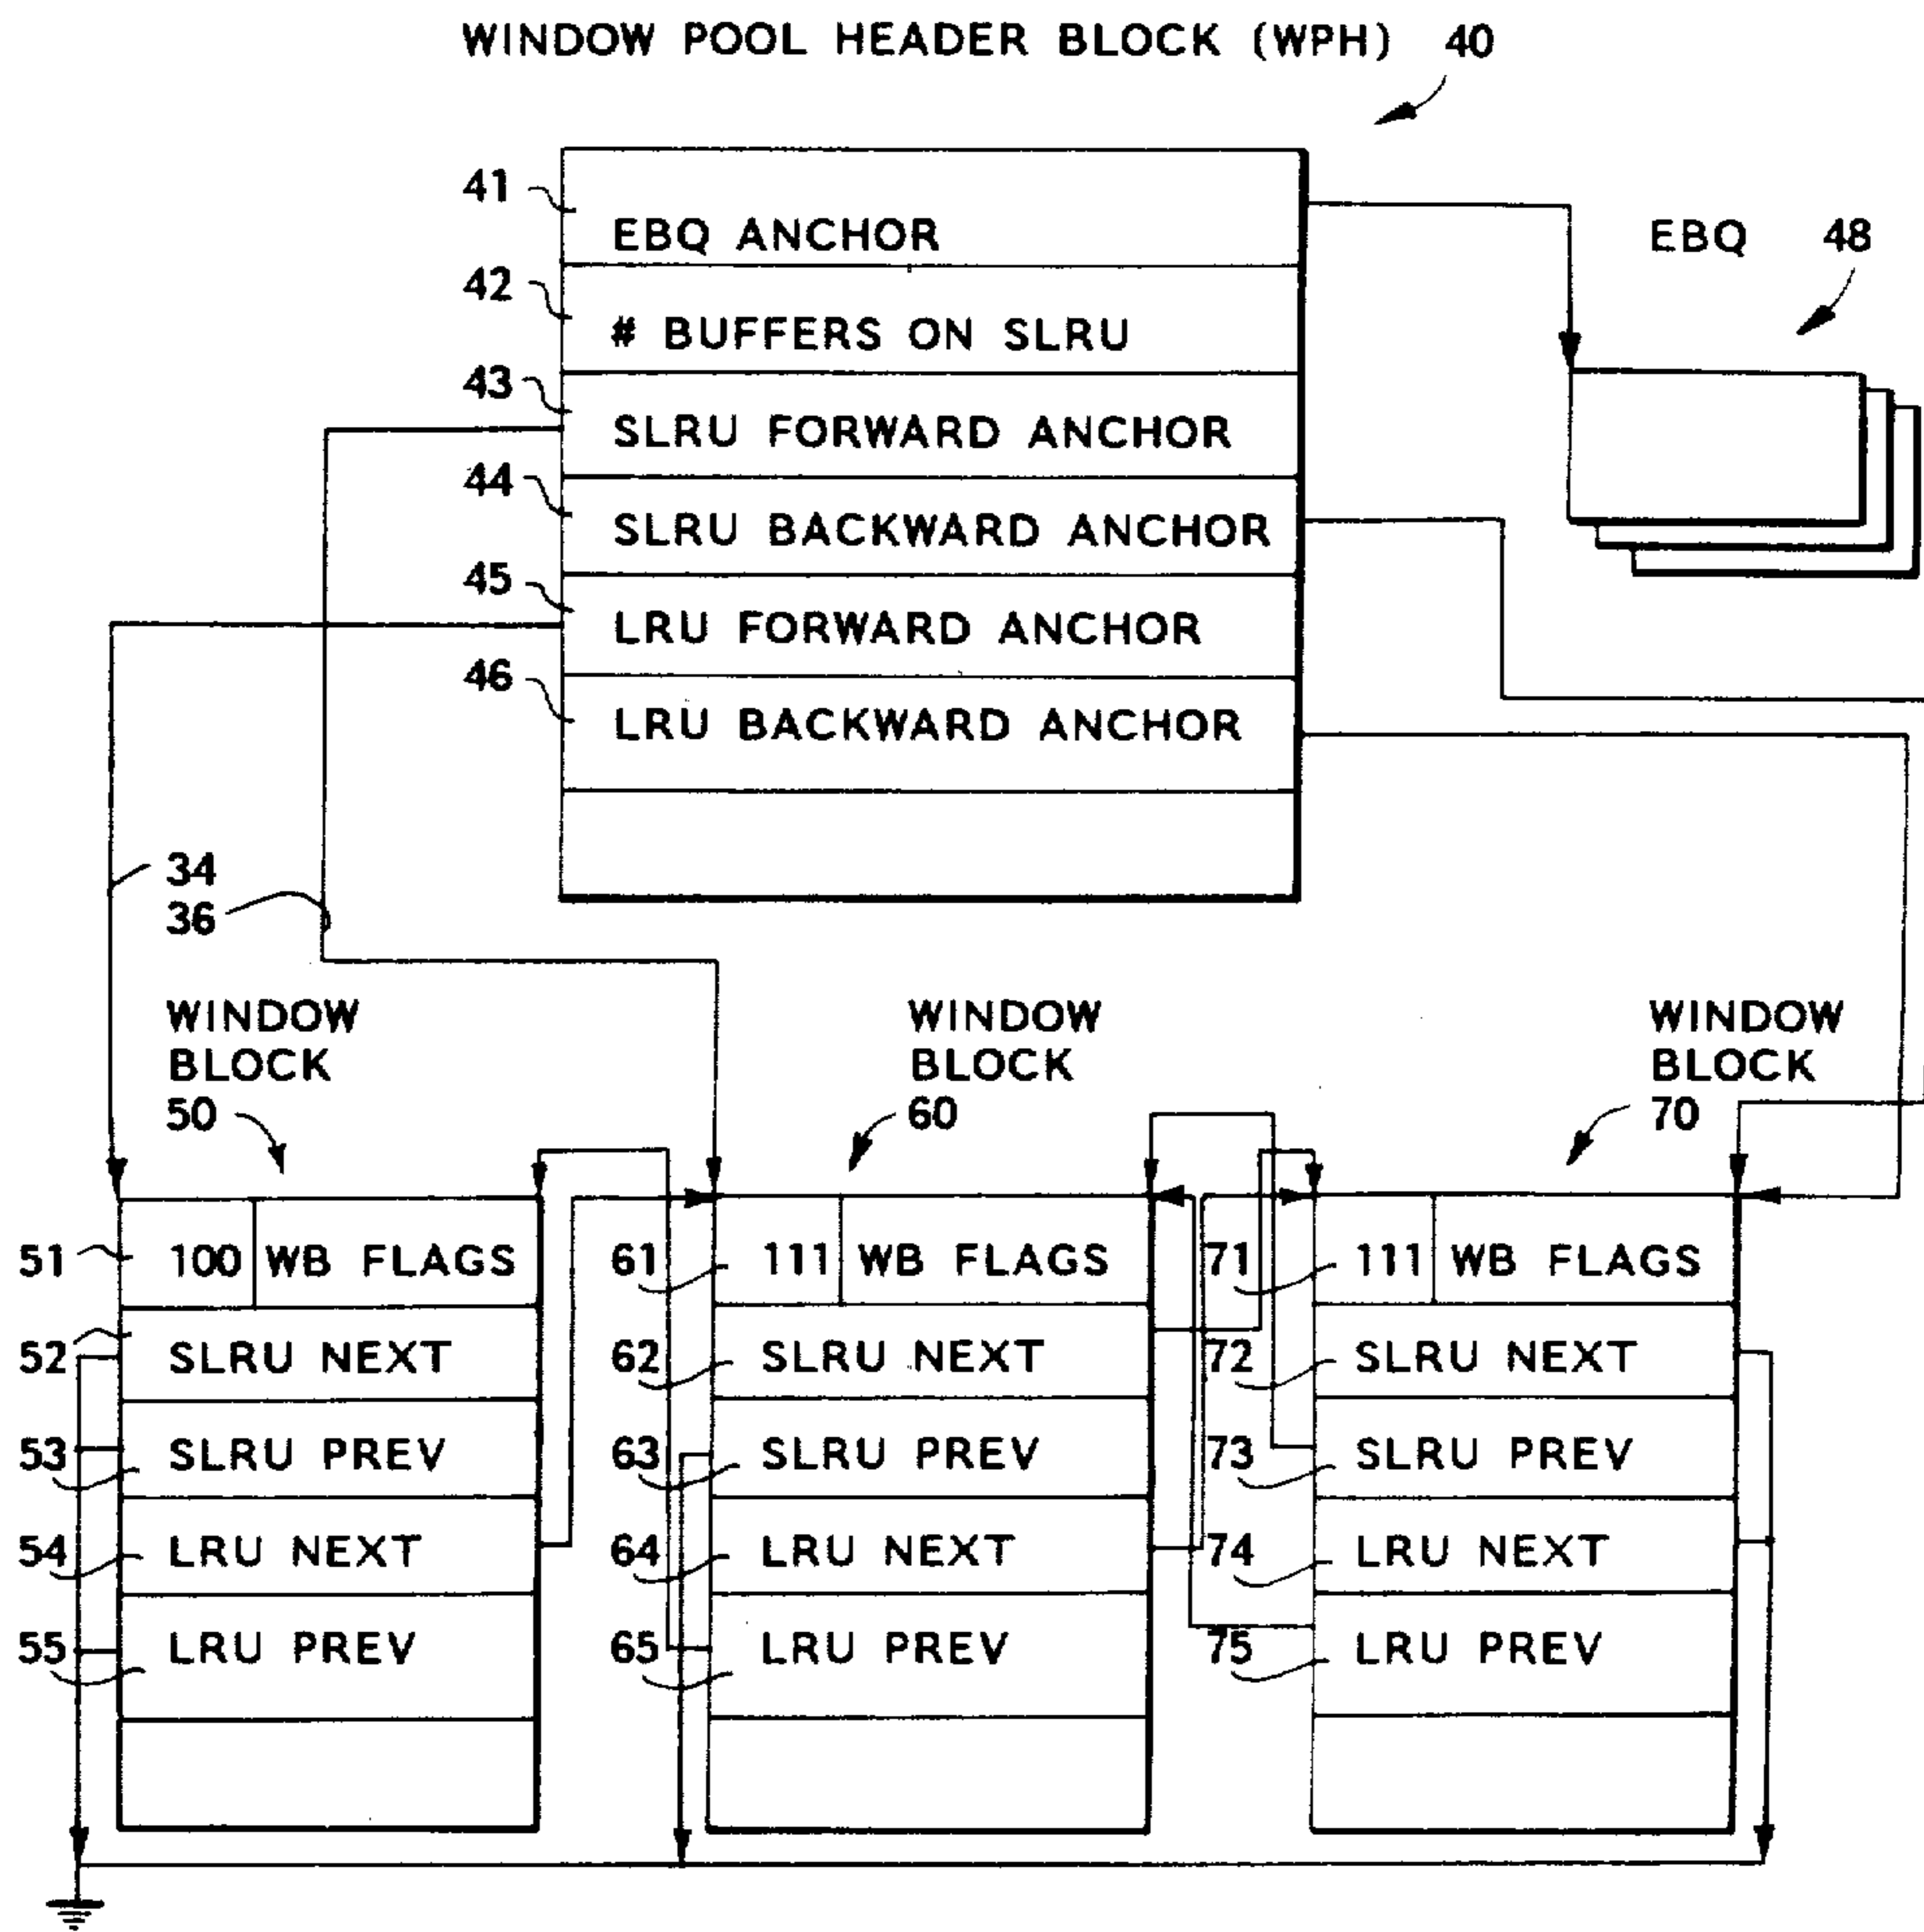 WINDOW POOL HEADER BLOCK (WPH) 40
41
EBQ ANCHOR
EBQ 48
42
# BUFFERS ON SLRU
43
SLRU FORWARD ANCHOR
44
SLRU BACKWARD ANCHOR
45
LRU FORWARD ANCHOR
46
LRU BACKWARD ANCHOR
34
36
WINDOW
BLOCK
50
WINDOW
BLOCK
60
WINDOW
BLOCK
70
51 100 WB FLAGS
52 SLRU NEXT
53 SLRU PREV
54 LRU NEXT
55 LRU PREV
61 111 WB FLAGS
62 SLRU NEXT
63 SLRU PREV
64 LRU NEXT
65 LRU PREV
71 111 WB FLAGS
72 SLRU NEXT
73 SLRU PREV
74 LRU NEXT
75 LRU PREV